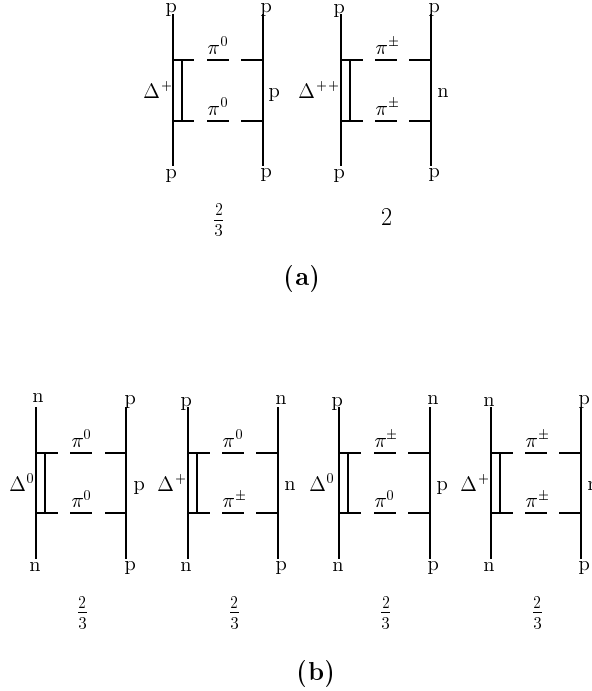 p p p p
π⁰ π±
Δ⁺ p Δ⁺⁺ n
π⁰ π±
p p p p
2/3 2
(a)
n p p n p n n p
π⁰ π⁰ π± π±
Δ⁰ p Δ⁺ n Δ⁰ p Δ⁺
π⁰ π± π⁰ π±
n p n p n p n p
2/3 2/3 2/3 2/3
(b)